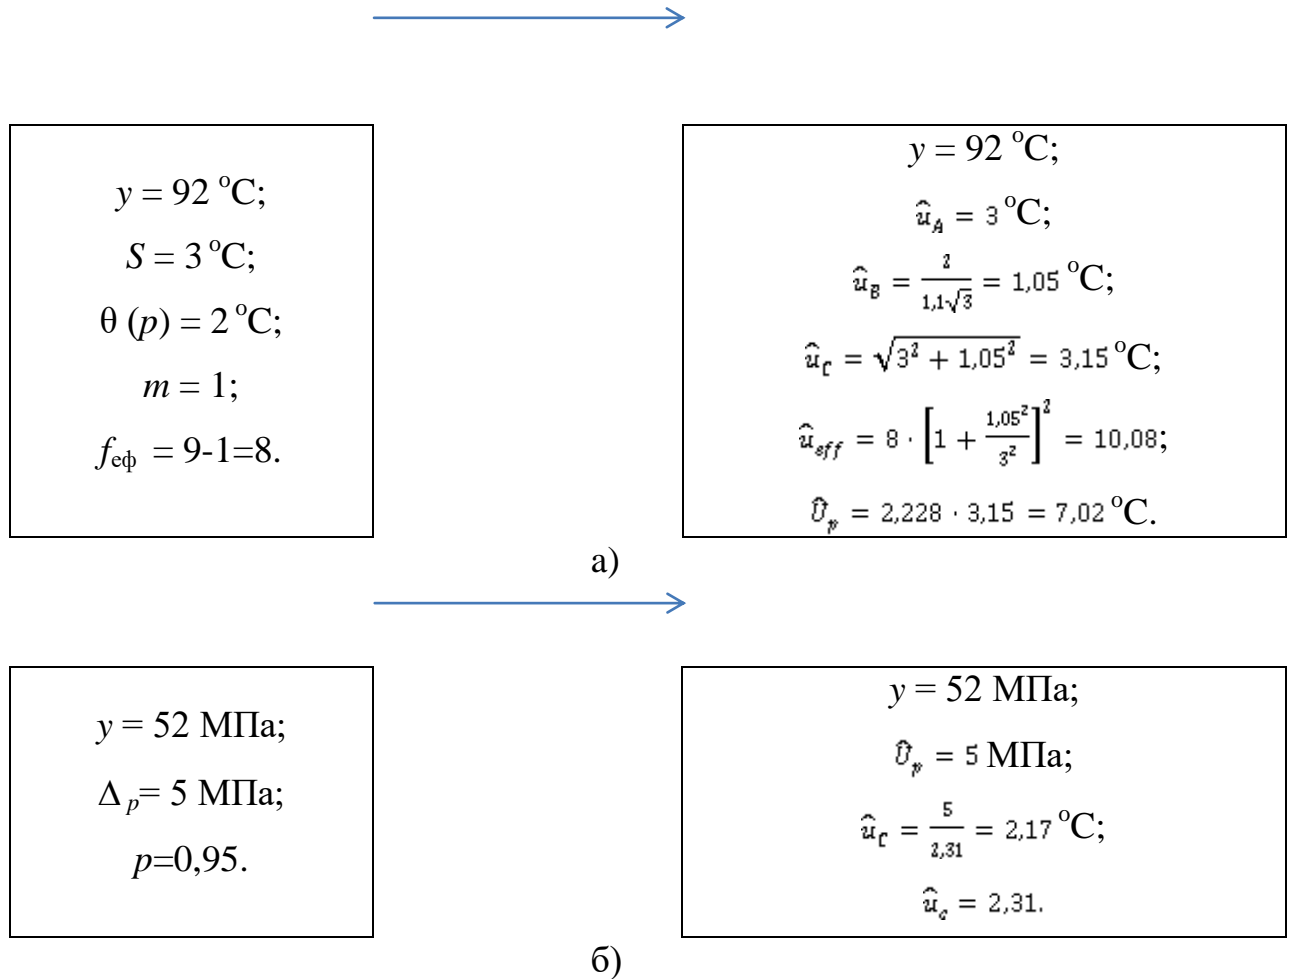 y = 92 °C;
S = 3 °C;
θ (p) = 2 °C;
m = 1;
f_еф = 9-1=8.
y = 92 °C;
û_A = 3 °C;
û_B = 2/(1,1√3) = 1,05 °C;
û_C = √(3² + 1,05²) = 3,15 °C;
û_eff = 8 · [1 + 1,05²/3²]² = 10,08;
Û_p = 2,228 · 3,15 = 7,02 °C.
а)
y = 52 МПа;
Δ_p= 5 МПа;
p=0,95.
y = 52 МПа;
Û_p = 5 МПа;
û_C = 5/2,31 = 2,17 °C;
û_c = 2,31.
б)